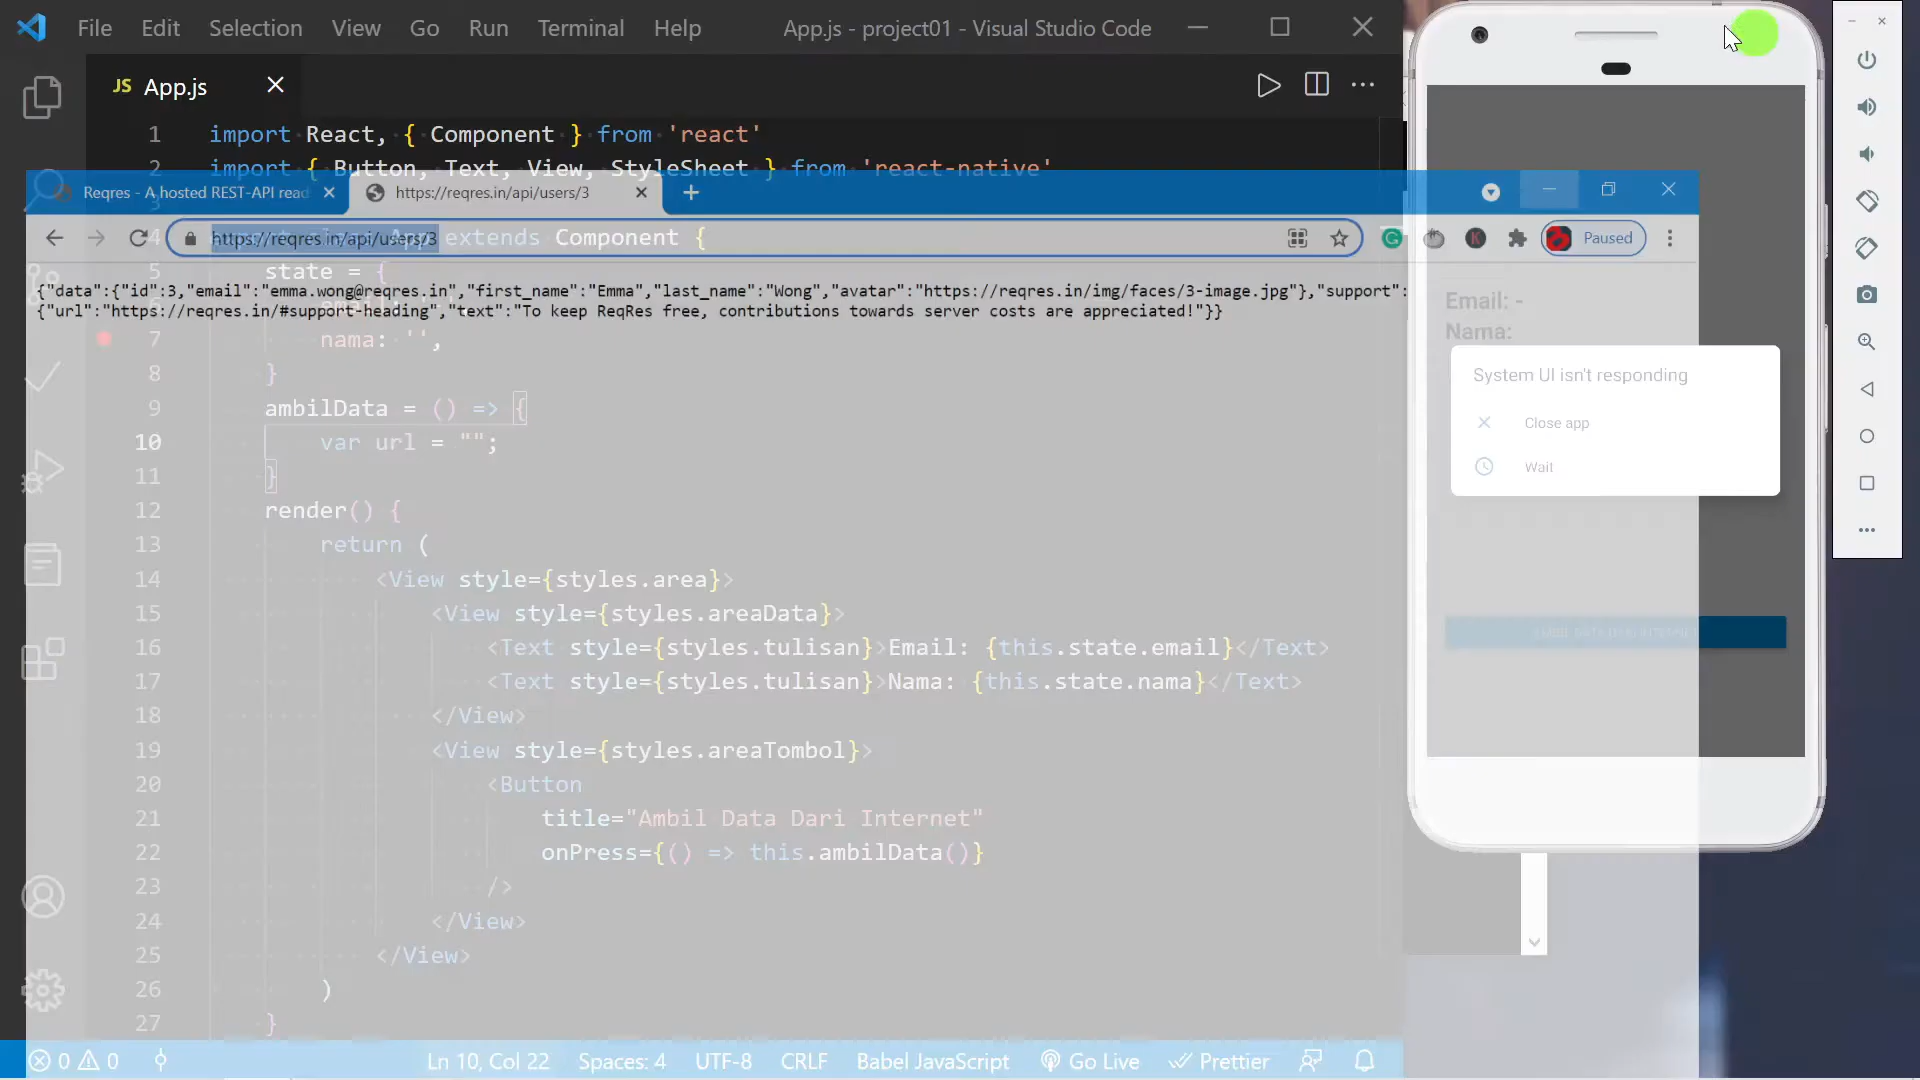 File Edit Selection View Go Run Terminal Help App.js - project01 - Visual Studio Code
JS App.js
1 import React, { Component } from 'react'
2 import { Button, Text, View, StyleSheet } from 'react-native'
3
Reqres - A hosted REST-API read
https://reqres.in/api/users/3
https://reqres.in/api/users/3
Paused
4 App extends Component {
5 state = {
{"data":{"id":3,"email":"emma.wong@reqres.in","first_name":"Emma","last_name":"Wong","avatar":"https://reqres.in/img/faces/3-image.jpg"},"support":
{"url":"https://reqres.in/#support-heading","text":"To keep ReqRes free, contributions towards server costs are appreciated!"}}
7 nama: '',
8 }
9 ambilData = () => {
10 var url = "";
11 }
12 render() {
13 return (
14 <View style={styles.area}>
15 <View style={styles.areaData}>
16 <Text style={styles.tulisan}>Email: {this.state.email}</Text>
17 <Text style={styles.tulisan}>Nama: {this.state.nama}</Text>
18 </View>
19 <View style={styles.areaTombol}>
20 <Button
21 title="Ambil Data Dari Internet"
22 onPress={() => this.ambilData()}
23 />
24 </View>
25 </View>
26 )
27 }
0 0 Ln 10, Col 22 Spaces: 4 UTF-8 CRLF Babel JavaScript Go Live Prettier
Email: -
Nama:
System UI isn't responding
Close app
Wait